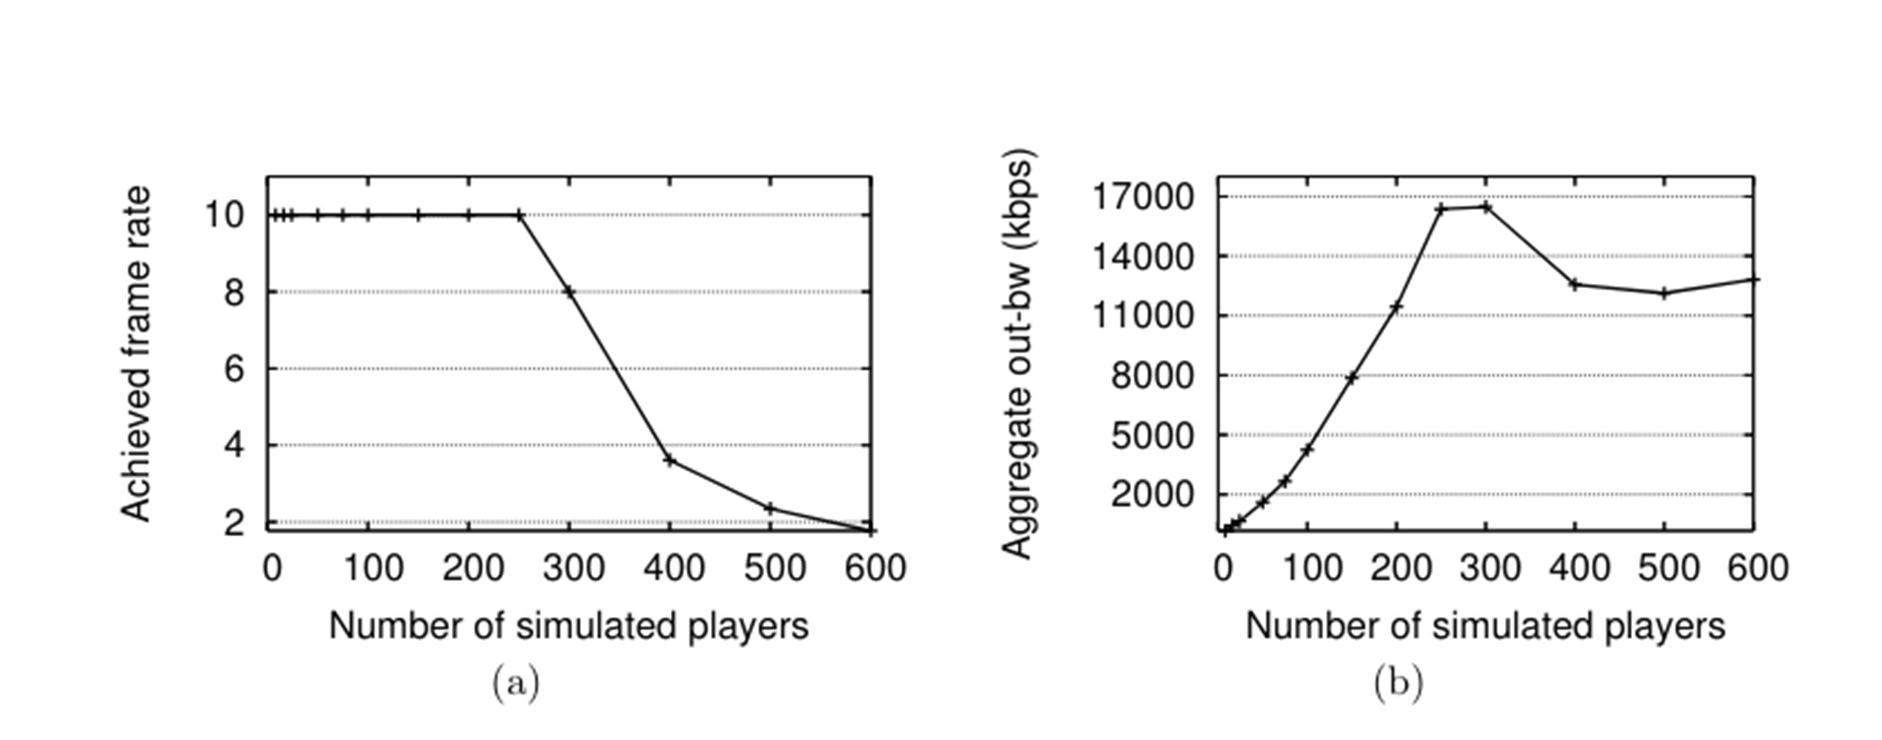 Achieved frame rate
10
8
6
4
2
0 100 200 300 400 500 600
Number of simulated players
(a)
Aggregate out-bw (kbps)
17000
14000
11000
8000
5000
2000
0 100 200 300 400 500 600
Number of simulated players
(b)